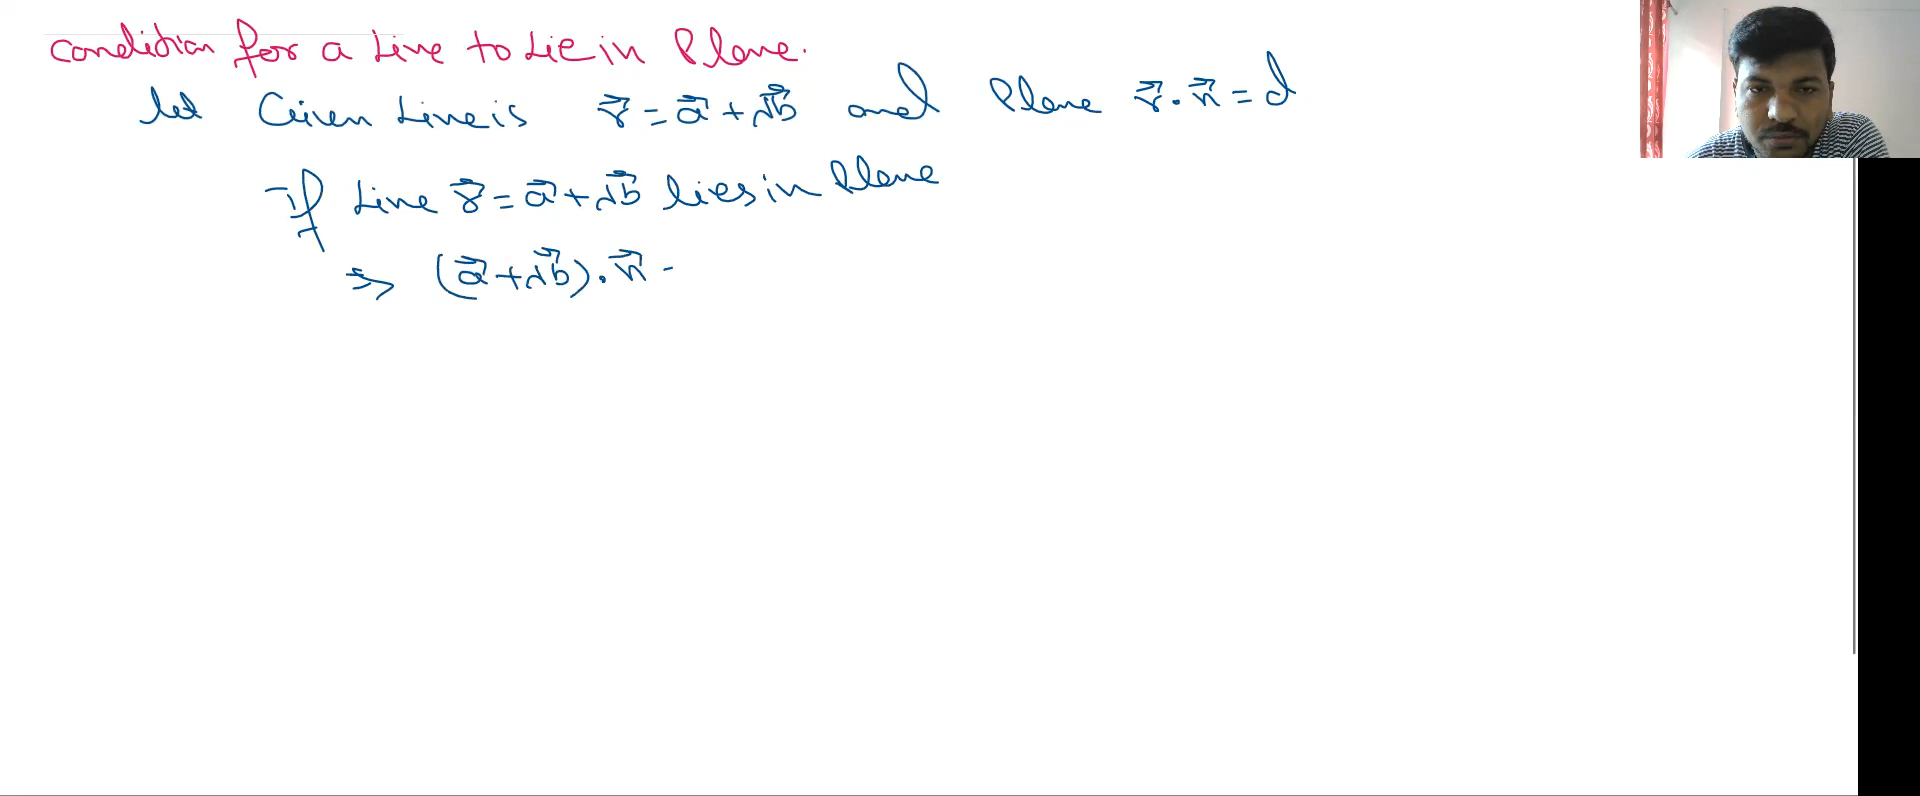 Condition for a Line to Lie in Plane.
let Given Line is r⃗ = a⃗ + λb⃗ and Plane r⃗ . n⃗ = d
If Line r⃗ = a⃗ + λb⃗ lies in Plane
⇒ (a⃗ + λb⃗) . n⃗ -